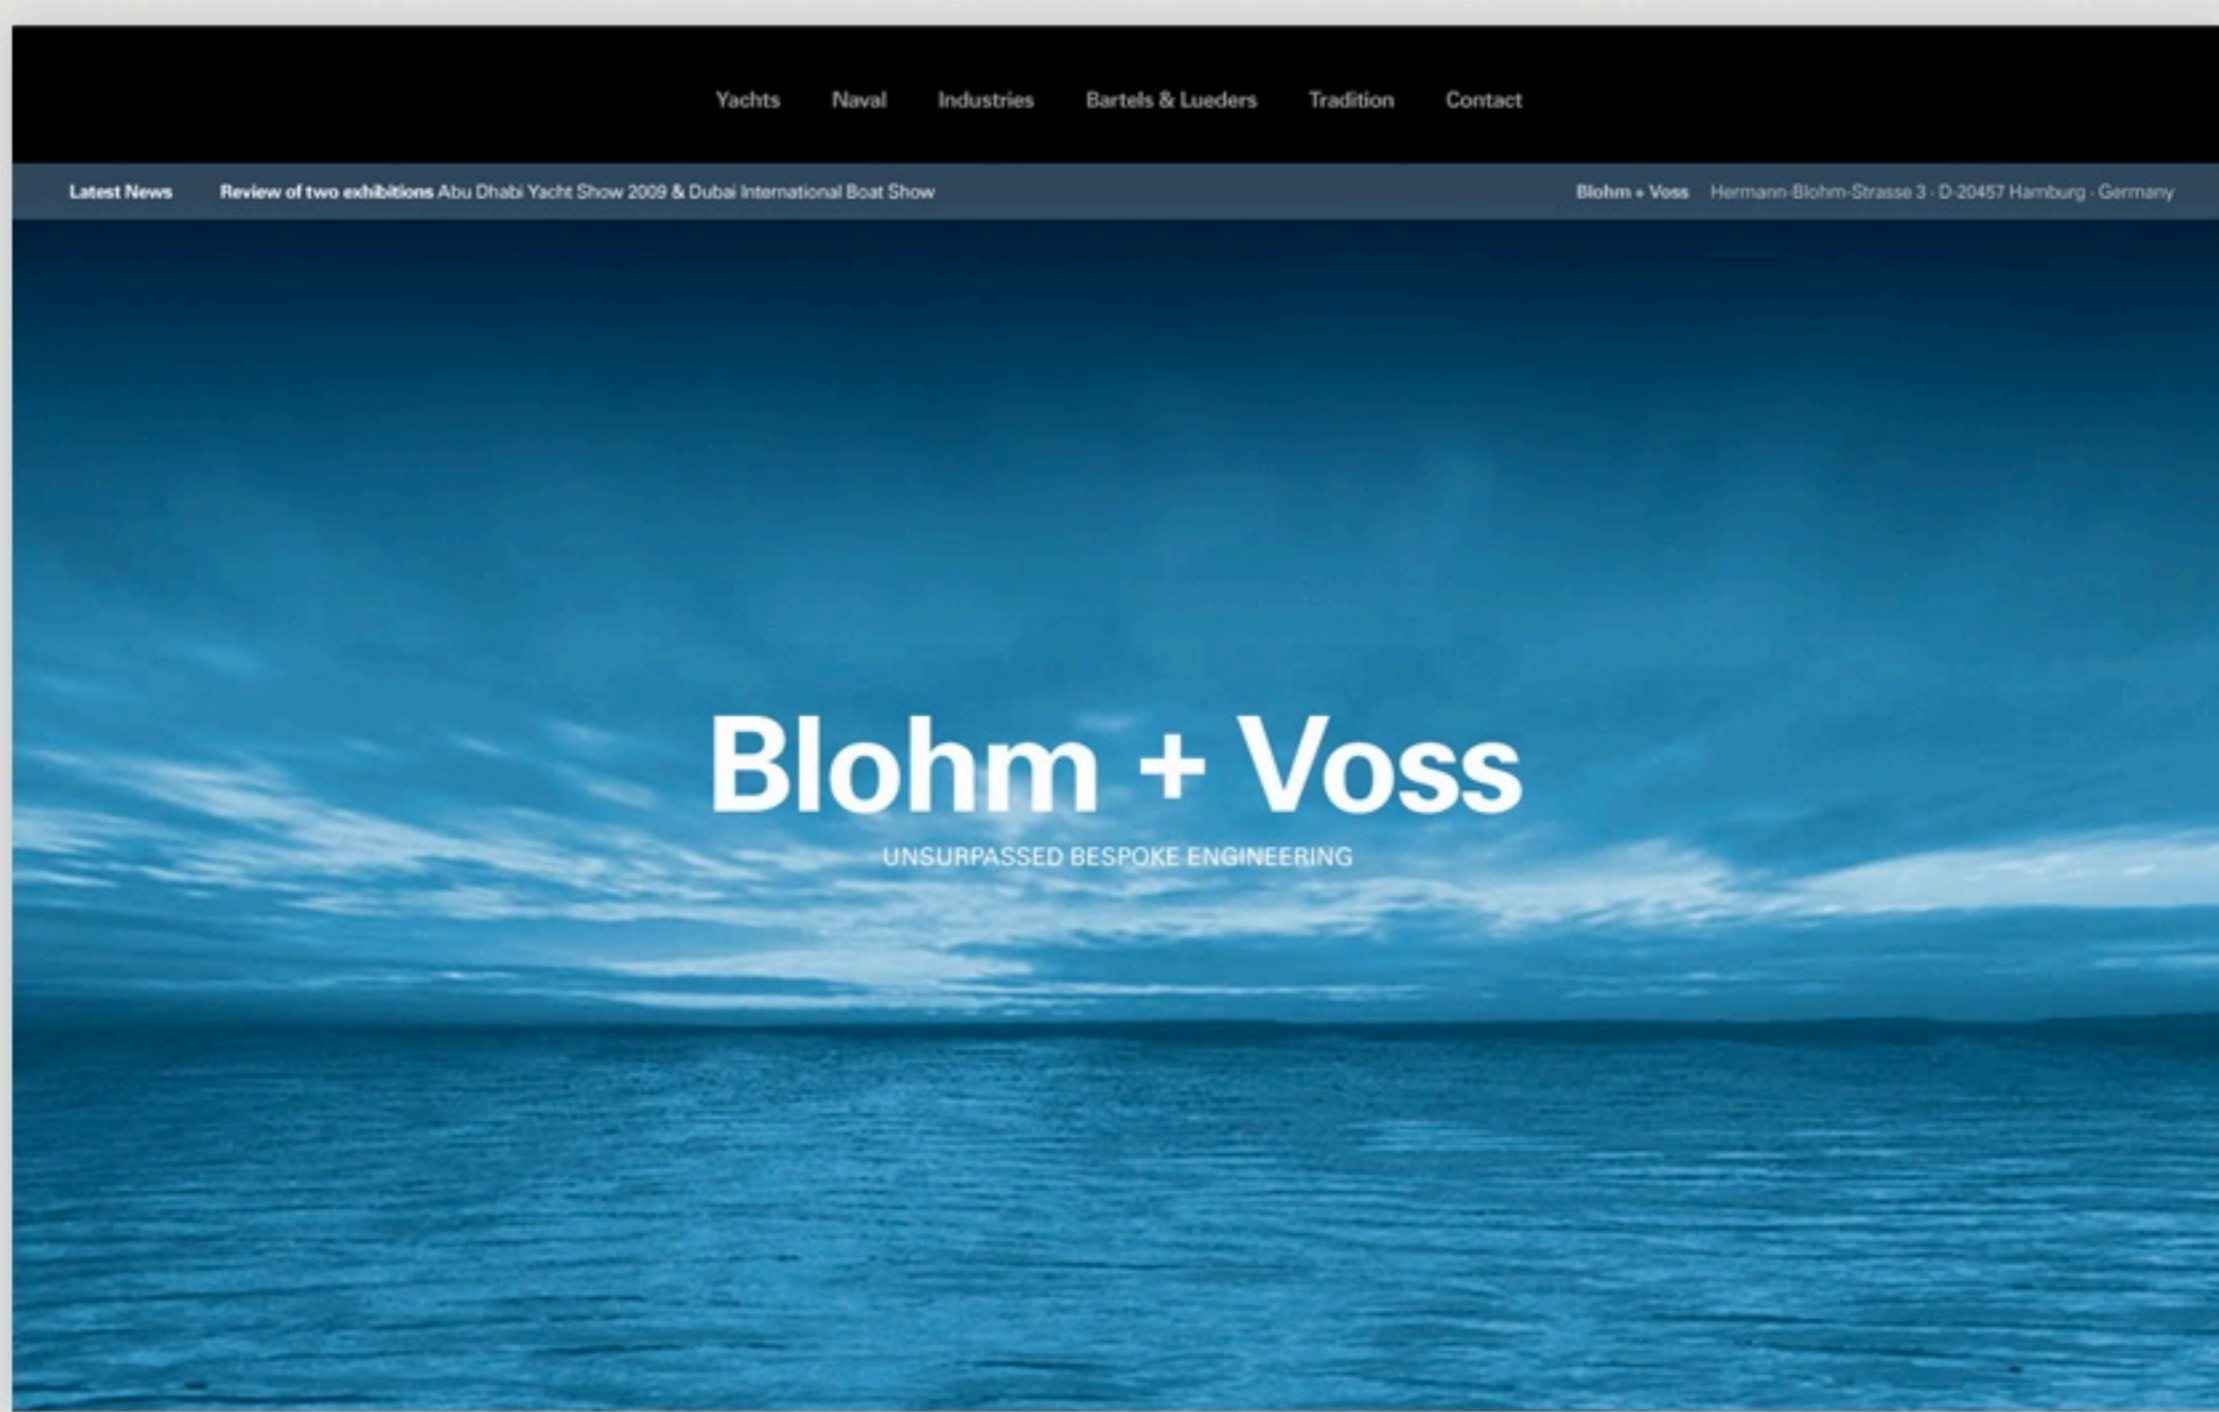 Yachts Naval Industries Bartels & Lueders Tradition Contact
Latest News Review of two exhibitions Abu Dhabi Yacht Show 2009 & Dubai International Boat Show Blohm + Voss Hermann-Blohm-Strasse 3 · D-20457 Hamburg · Germany
Blohm + Voss
UNSURPASSED BESPOKE ENGINEERING